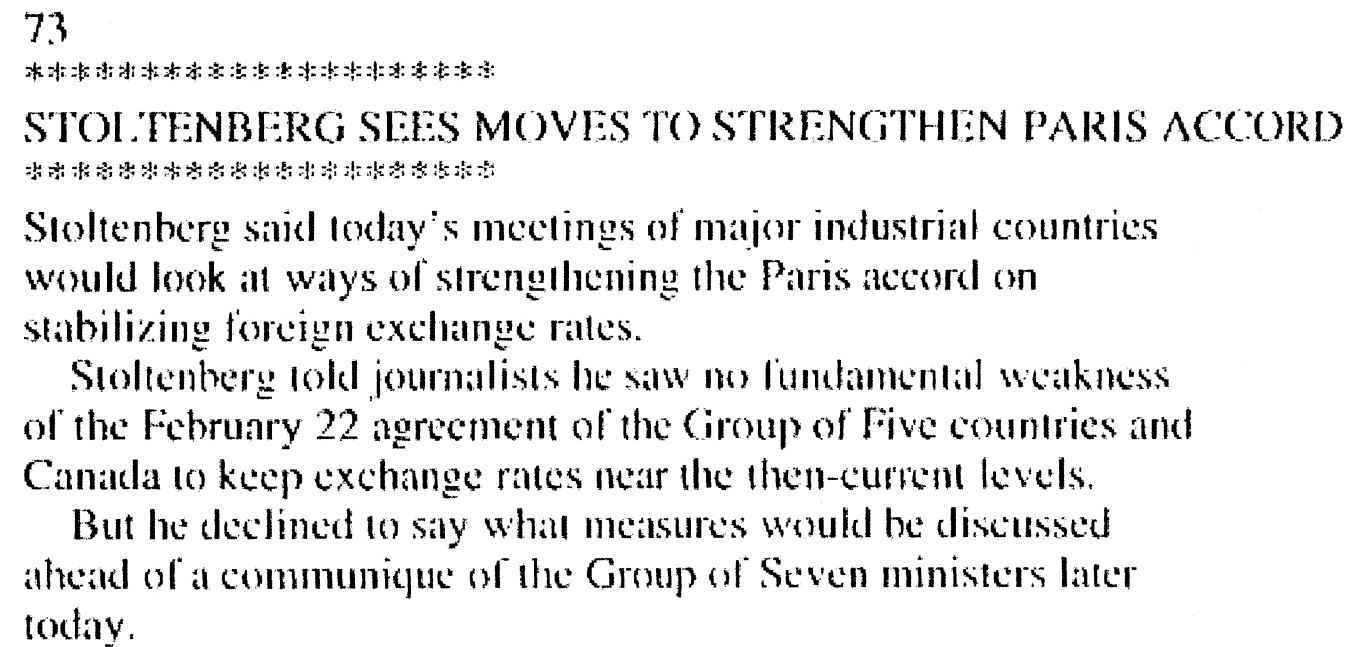 73
*********************
STOLTENBERG SEES MOVES TO STRENGTHEN PARIS ACCORD
*********************
Stoltenberg said today's meetings of major industrial countries
would look at ways of strengthening the Paris accord on
stabilizing foreign exchange rates.
Stoltenberg told journalists he saw no fundamental weakness
of the February 22 agreement of the Group of Five countries and
Canada to keep exchange rates near the then-current levels.
But he declined to say what measures would be discussed
ahead of a communique of the Group of Seven ministers later
today.